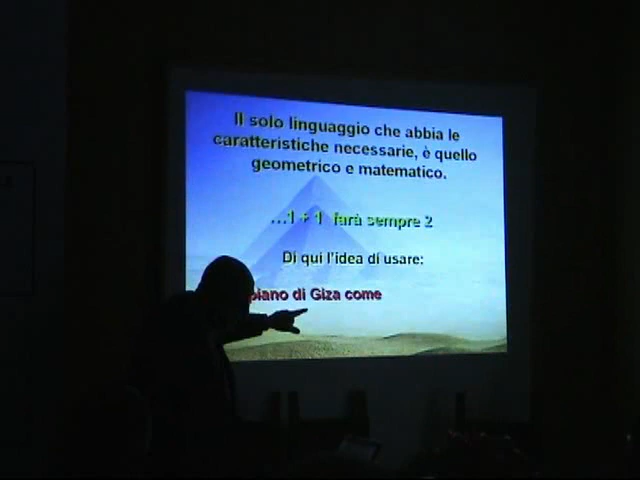 Il solo linguaggio che abbia le
caratteristiche necessarie, è quello
geometrico e matematico.
...1 + 1 farà sempre 2
Di qui l'idea di usare:
piano di Giza come